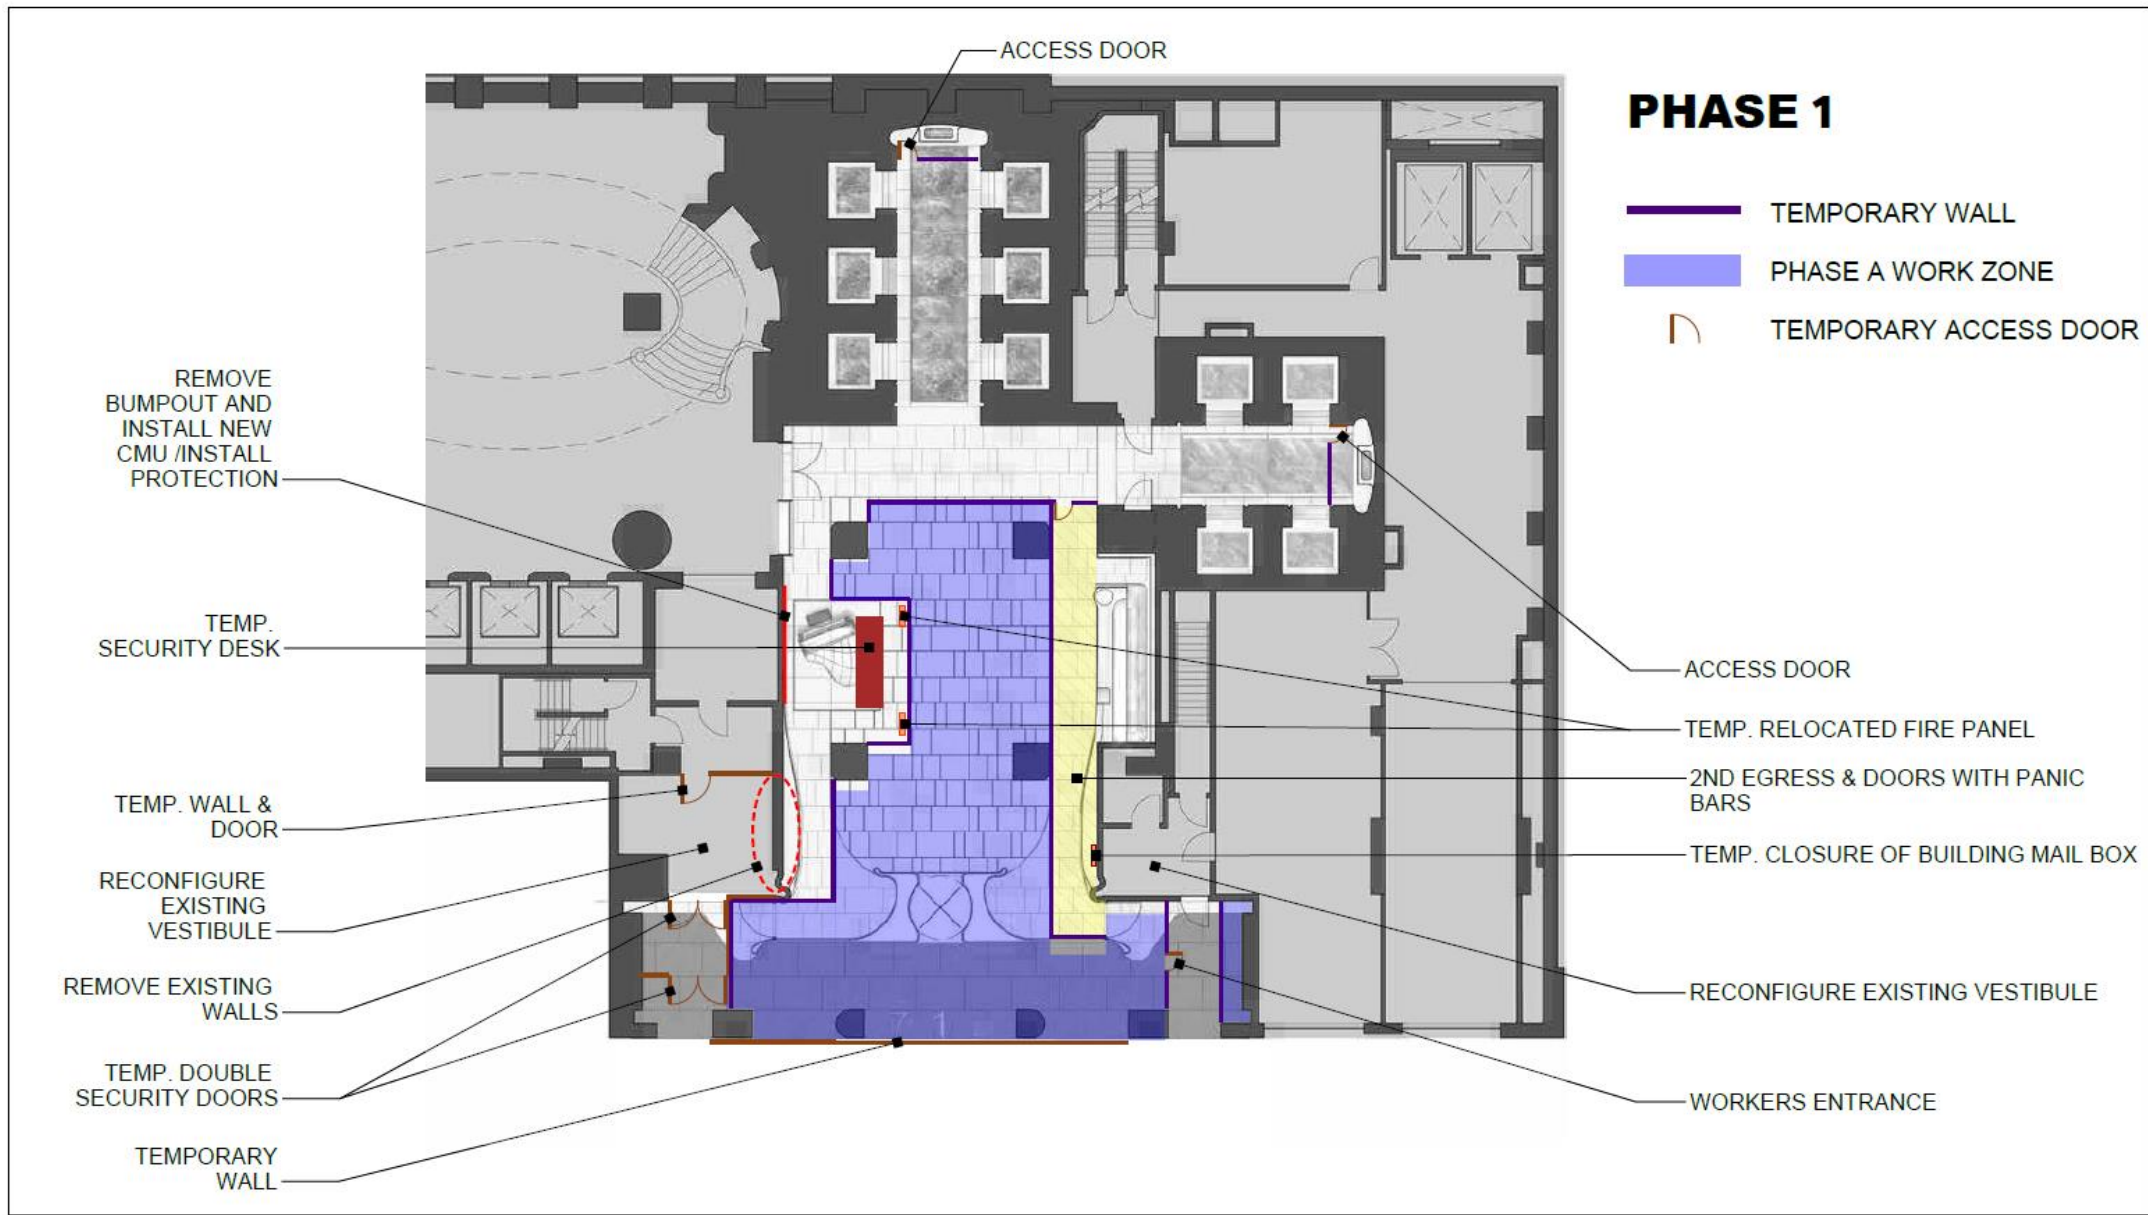 ACCESS DOOR
PHASE 1
TEMPORARY WALL
PHASE A WORK ZONE
TEMPORARY ACCESS DOOR
REMOVE
BUMPOUT AND
INSTALL NEW
CMU /INSTALL
PROTECTION
TEMP.
SECURITY DESK
TEMP. WALL &
DOOR
RECONFIGURE
EXISTING
VESTIBULE
REMOVE EXISTING
WALLS
TEMP. DOUBLE
SECURITY DOORS
TEMPORARY
WALL
ACCESS DOOR
TEMP. RELOCATED FIRE PANEL
2ND EGRESS & DOORS WITH PANIC
BARS
TEMP. CLOSURE OF BUILDING MAIL BOX
RECONFIGURE EXISTING VESTIBULE
WORKERS ENTRANCE